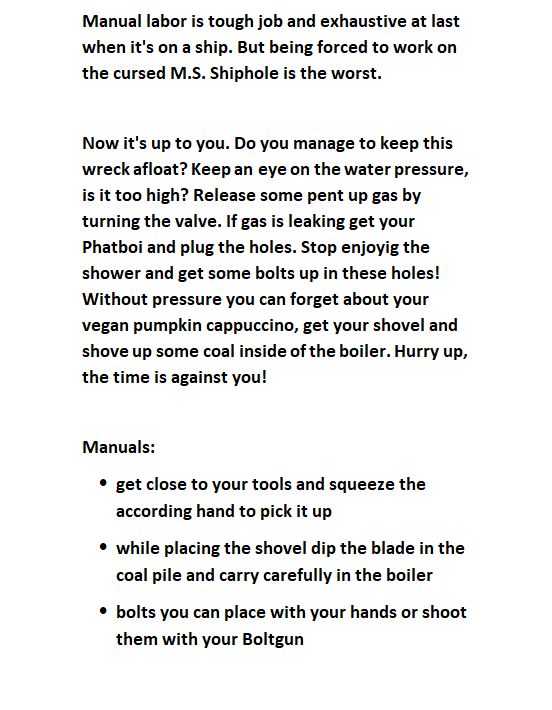 Manual labor is tough job and exhaustive at last
when it's on a ship. But being forced to work on
the cursed M.S. Shiphole is the worst.
Now it's up to you. Do you manage to keep this
wreck afloat? Keep an eye on the water pressure,
is it too high? Release some pent up gas by
turning the valve. If gas is leaking get your
Phatboi and plug the holes. Stop enjoyig the
shower and get some bolts up in these holes!
Without pressure you can forget about your
vegan pumpkin cappuccino, get your shovel and
shove up some coal inside of the boiler. Hurry up,
the time is against you!
Manuals:
• get close to your tools and squeeze the
according hand to pick it up
• while placing the shovel dip the blade in the
coal pile and carry carefully in the boiler
• bolts you can place with your hands or shoot
them with your Boltgun